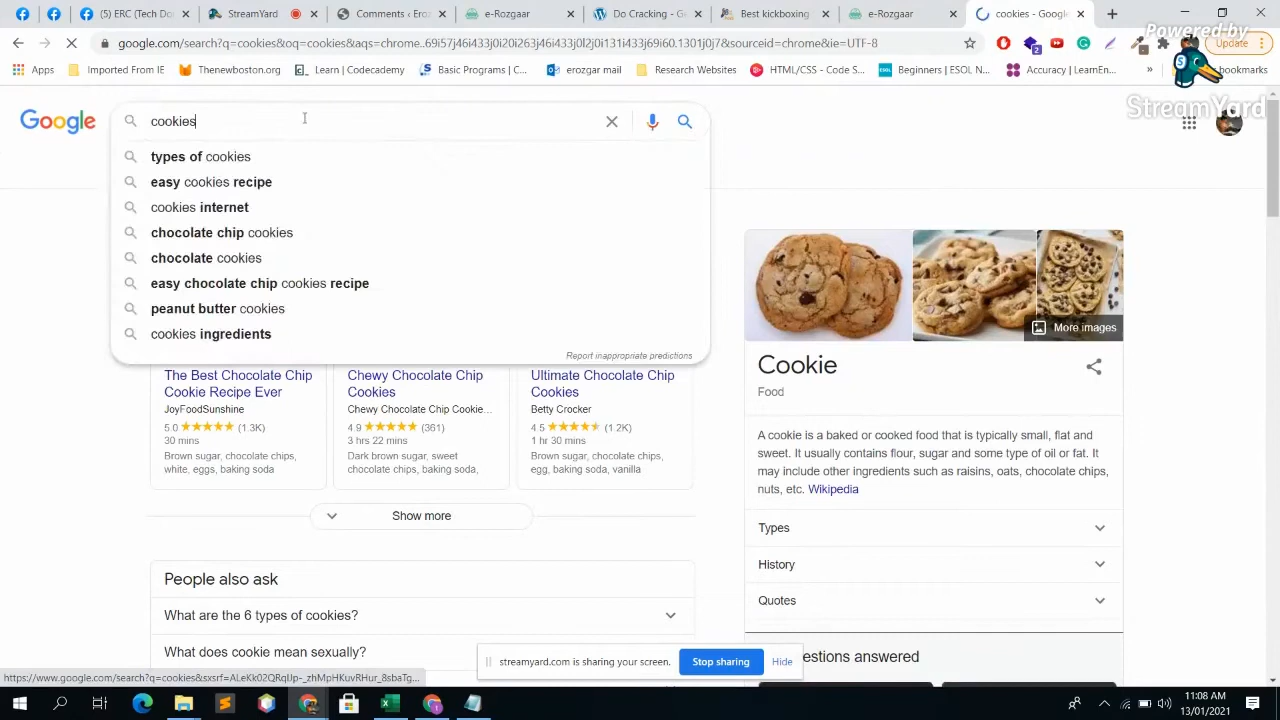 StreamYard
Comments ‹ Eroz
e-Rozgar
Do Cracking - Ge
Best kickboxing
e-Rozgaar
cookies - Google
Powered by
google.com/search?q=cookies&oq=cookies&aqs=chrome..69i57j46i433j0i7i263j46i433j0l2j0i131i433j69i60.1301j0j7&sourceid=chrome&ie=UTF-8
Update
Apps
Imported From IE
Thenewboston.org
Learn | Codecademy
Basic Programs | C...
erozgar mail
Research Websites
HTML/CSS - Code S...
Beginners | ESOL N...
Accuracy | LearnEn...
»
bookmarks
StreamYard
Google
cookies
types of cookies
easy cookies recipe
cookies internet
chocolate chip cookies
chocolate cookies
easy chocolate chip cookies recipe
peanut butter cookies
cookies ingredients
Report inappropriate predictions
The Best Chocolate Chip
Cookie Recipe Ever
JoyFoodSunshine
5.0 ★★★★★ (1.3K)
30 mins
Brown sugar, chocolate chips,
white, eggs, baking soda
Chewy Chocolate Chip
Cookies
Chewy Chocolate Chip Cookie...
4.9 ★★★★★ (361)
3 hrs 22 mins
Dark brown sugar, sweet
chocolate chips, baking soda,
Ultimate Chocolate Chip
Cookies
Betty Crocker
4.5 ★★★★★ (1.2K)
1 hr 30 mins
Brown sugar, chocolate chips,
egg, baking soda, vanilla
Show more
People also ask
What are the 6 types of cookies?
What does cookie mean sexually?
More images
Cookie
Food
A cookie is a baked or cooked food that is typically small, flat and
sweet. It usually contains flour, sugar and some type of oil or fat. It
may include other ingredients such as raisins, oats, chocolate chips,
nuts, etc. Wikipedia
Types
History
Quotes
estions answered
streamyard.com is sharing your screen.
Stop sharing
Hide
11:08 AM
13/01/2021